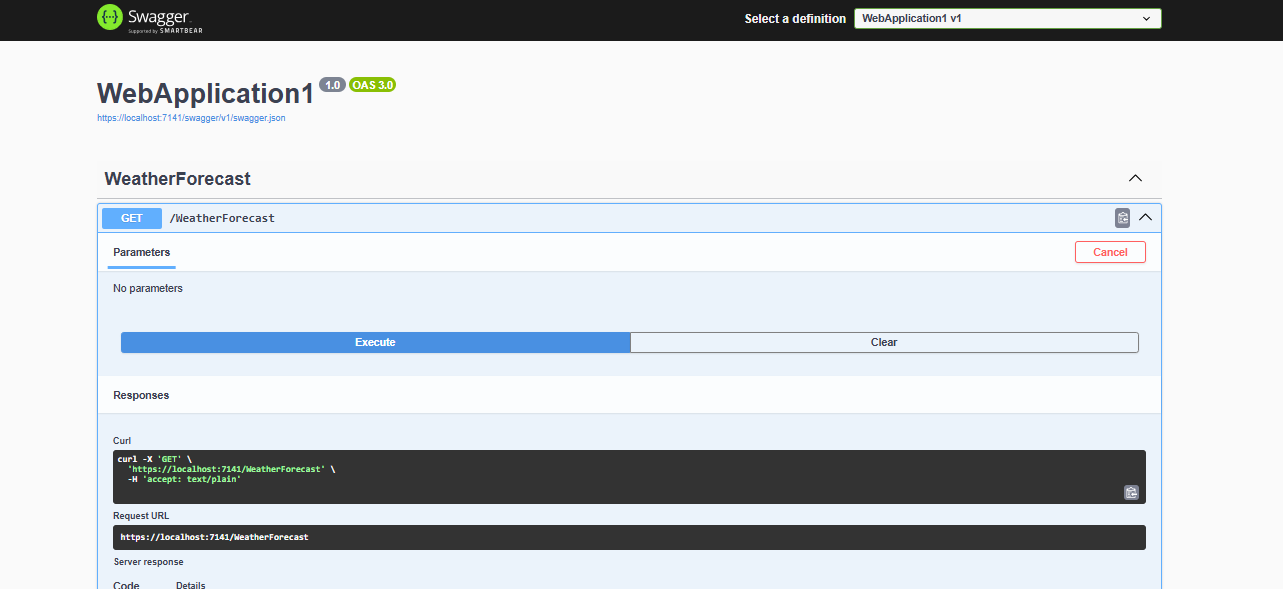 Swagger
Supported by SMARTBEAR
Select a definition
WebApplication1 v1
WebApplication1 1.0 OAS 3.0
https://localhost:7141/swagger/v1/swagger.json
WeatherForecast
GET /WeatherForecast
Parameters
Cancel
No parameters
Execute
Clear
Responses
Curl
curl -X 'GET' \
'https://localhost:7141/WeatherForecast' \
-H 'accept: text/plain'
Request URL
https://localhost:7141/WeatherForecast
Server response
Code Details